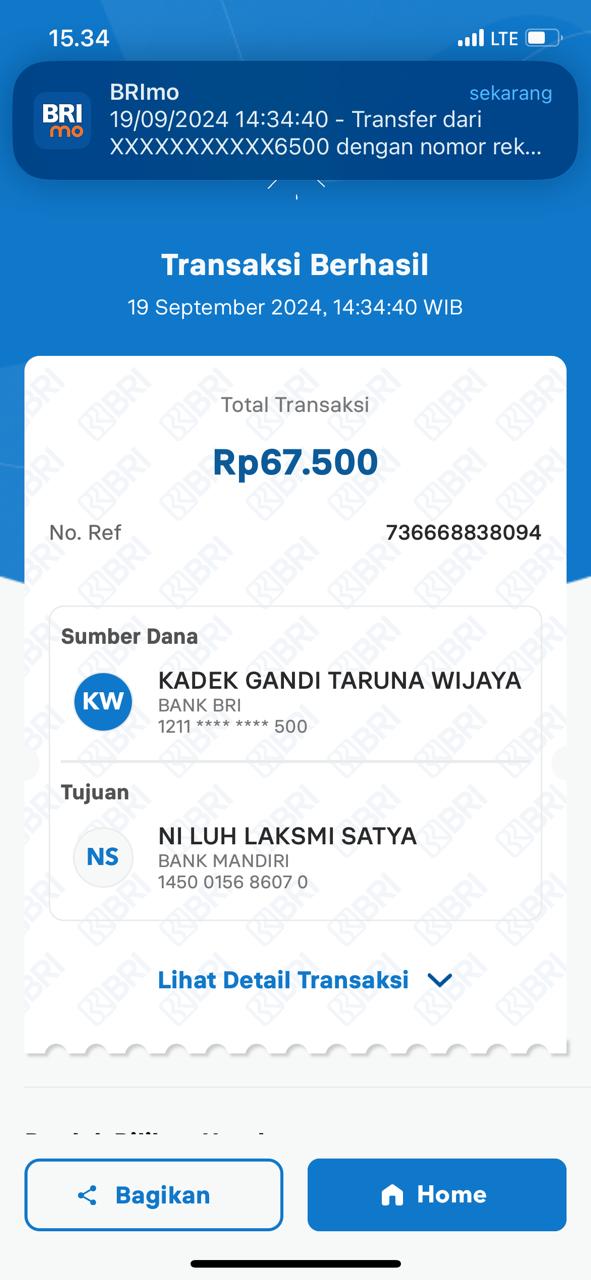 15.34
LTE
BRI
mo
BRImo
sekarang
19/09/2024 14:34:40 - Transfer dari
XXXXXXXXXXX6500 dengan nomor rek...
Transaksi Berhasil
19 September 2024, 14:34:40 WIB
Total Transaksi
Rp67.500
No. Ref
736668838094
Sumber Dana
KW
KADEK GANDI TARUNA WIJAYA
BANK BRI
1211 **** **** 500
Tujuan
NS
NI LUH LAKSMI SATYA
BANK MANDIRI
1450 0156 8607 0
Lihat Detail Transaksi
Bagikan
Home